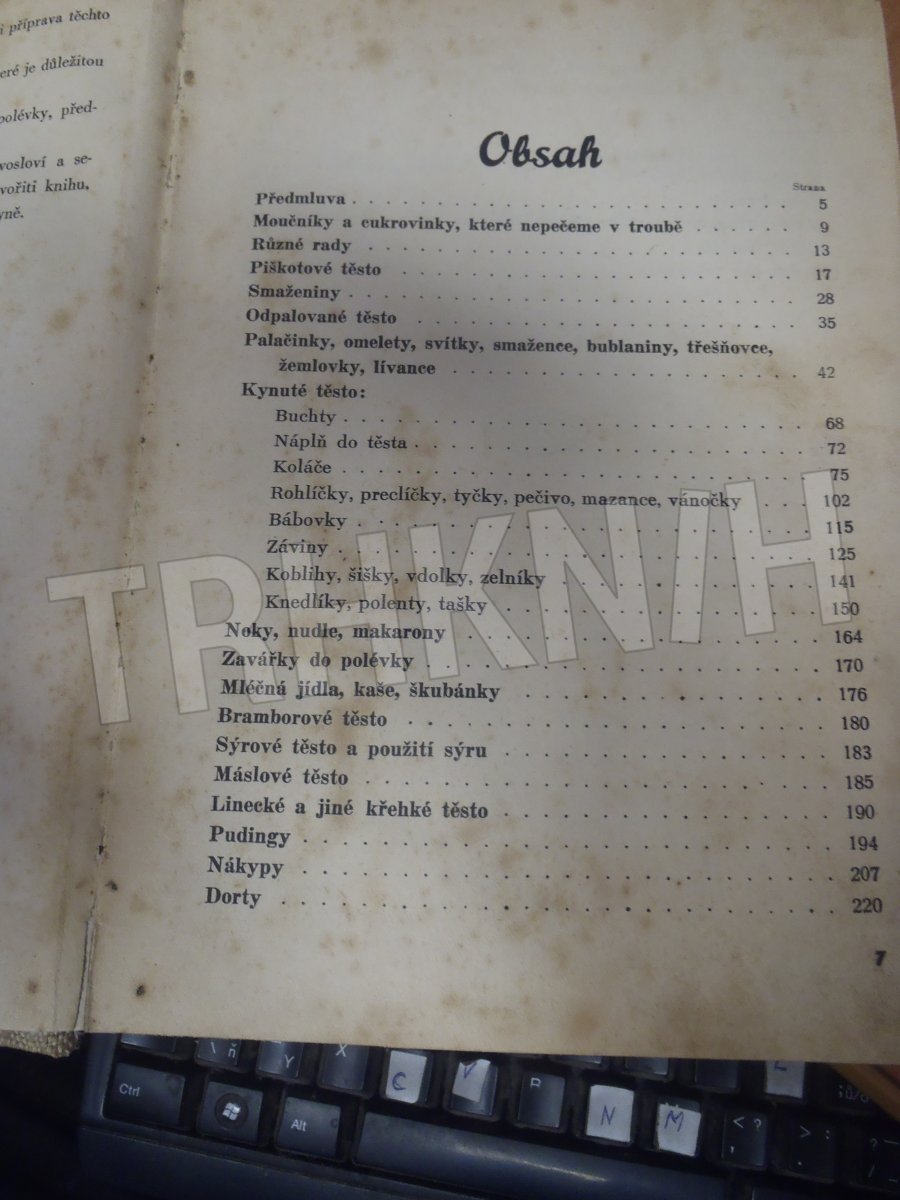 i příprava těchto
eré je důležitou
polévky, před-
vosloví a se-
vořiti knihu,
yně.
Obsah
Strana
Předmluva 5
Moučníky a cukrovinky, které nepečeme v troubě 9
Různé rady 13
Piškotové těsto 17
Smaženiny 28
Odpalované těsto 35
Palačinky, omelety, svítky, smažence, bublaniny, třešňovce,
žemlovky, lívance 42
Kynuté těsto:
Buchty 68
Náplň do těsta 72
Koláče 75
Rohlíčky, preclíčky, tyčky, pečivo, mazance, vánočky 102
Bábovky 115
Záviny 125
Koblihy, šišky, vdolky, zelníky 141
Knedlíky, polenty, tašky 150
Noky, nudle, makarony 164
Zavářky do polévky 170
Mléčná jídla, kaše, škubánky 176
Bramborové těsto 180
Sýrové těsto a použití sýru 183
Máslové těsto 185
Linecké a jiné křehké těsto 190
Pudingy 194
Nákypy 207
Dorty 220
7
TRHKNIH
Ctrl
Alt
Y X C V B N M